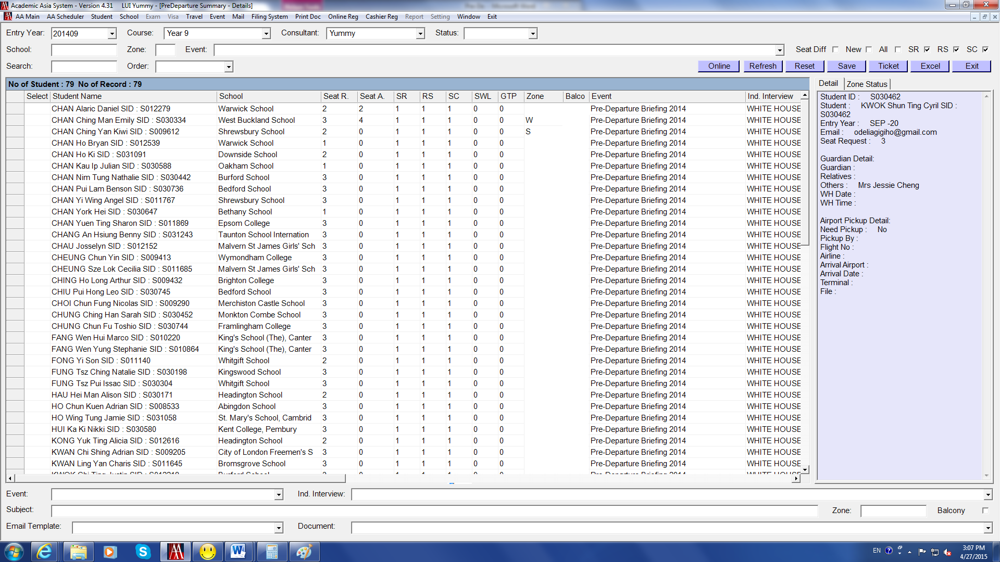 Academic Asia System - Version 4.31 LUI Yummy - [PreDeparture Summary - Details]
AA Main AA Scheduler Student School Exam Visa Travel Event Mail Filing System Print Doc Online Reg Cashier Reg Report Setting Window Exit
Entry Year: 201409 Course: Year 9 Consultant: Yummy Status:
School: Zone: Event: Seat Diff New All SR RS SC
Search: Order: Online Refresh Reset Save Ticket Excel Exit
No of Student : 79 No of Record : 79
Select Student Name School Seat R. Seat A. SR RS SC SWL GTP Zone Balco Event Ind. Interview
CHAN Alaric Daniel SID : S012279 Warwick School 2 2 1 1 1 0 0 Pre-Departure Briefing 2014 WHITE HOUSE
CHAN Ching Man Emily SID : S030334 West Buckland School 3 4 1 1 1 0 0 W Pre-Departure Briefing 2014 WHITE HOUSE
CHAN Ching Yan Kiwi SID : S009612 Shrewsbury School 2 0 1 1 1 0 0 S Pre-Departure Briefing 2014 WHITE HOUSE
CHAN Ho Bryan SID : S012539 Warwick School 1 0 1 1 1 0 0 Pre-Departure Briefing 2014 WHITE HOUSE
CHAN Ho Ki SID : S031091 Downside School 2 0 1 1 1 0 0 Pre-Departure Briefing 2014 WHITE HOUSE
CHAN Kau Ip Julian SID : S030588 Oakham School 1 0 1 1 1 0 0 Pre-Departure Briefing 2014 WHITE HOUSE
CHAN Nim Tung Nathalie SID : S030442 Burford School 3 0 1 1 1 0 0 Pre-Departure Briefing 2014 WHITE HOUSE
CHAN Pui Lam Benson SID : S030736 Bedford School 3 0 1 1 1 0 0 Pre-Departure Briefing 2014 WHITE HOUSE
CHAN Yi Wing Angel SID : S011767 Shrewsbury School 3 0 1 1 1 0 0 Pre-Departure Briefing 2014 WHITE HOUSE
CHAN York Hei SID : S030647 Bethany School 1 0 1 1 1 0 0 Pre-Departure Briefing 2014 WHITE HOUSE
CHAN Yuen Ting Sharon SID : S011869 Epsom College 3 0 1 1 1 0 0 Pre-Departure Briefing 2014 WHITE HOUSE
CHANG An Hsiung Benny SID : S031243 Taunton School Internation 3 0 1 1 1 0 0 Pre-Departure Briefing 2014 WHITE HOUSE
CHAU Josselyn SID : S012152 Malvern St James Girls' Sch 3 0 1 1 1 0 0 Pre-Departure Briefing 2014 WHITE HOUSE
CHEUNG Chun Yin SID : S009413 Wymondham College 3 0 1 1 1 0 0 Pre-Departure Briefing 2014 WHITE HOUSE
CHEUNG Sze Lok Cecilia SID : S011685 Malvern St James Girls' Sch 3 0 1 1 1 0 0 Pre-Departure Briefing 2014 WHITE HOUSE
CHING Ho Long Arthur SID : S009432 Brighton College 3 0 1 1 1 0 0 Pre-Departure Briefing 2014 WHITE HOUSE
CHIU Pui Hong Leo SID : S030745 Bedford School 3 0 1 1 1 0 0 Pre-Departure Briefing 2014 WHITE HOUSE
CHOI Chun Fung Nicolas SID : S009290 Merchiston Castle School 3 0 1 1 1 0 0 Pre-Departure Briefing 2014 WHITE HOUSE
CHUNG Ching Han Sarah SID : S030452 Monkton Combe School 3 0 1 1 1 0 0 Pre-Departure Briefing 2014 WHITE HOUSE
CHUNG Chun Fu Toshio SID : S030744 Framlingham College 3 0 1 1 1 0 0 Pre-Departure Briefing 2014 WHITE HOUSE
FANG Wen Hui Marco SID : S010220 King's School (The), Canter 3 0 1 1 1 0 0 Pre-Departure Briefing 2014 WHITE HOUSE
FANG Wen Yung Stephanie SID : S010864 King's School (The), Canter 3 0 1 1 1 0 0 Pre-Departure Briefing 2014 WHITE HOUSE
FONG Yi Son SID : S011140 Whitgift School 2 0 1 1 1 0 0 Pre-Departure Briefing 2014 WHITE HOUSE
FUNG Tsz Ching Natalie SID : S030198 Kingswood School 3 0 1 1 1 0 0 Pre-Departure Briefing 2014 WHITE HOUSE
FUNG Tsz Pui Issac SID : S030304 Whitgift School 3 0 1 1 1 0 0 Pre-Departure Briefing 2014 WHITE HOUSE
HAU Hei Man Alison SID : S030171 Headington School 2 0 1 1 1 0 0 Pre-Departure Briefing 2014 WHITE HOUSE
HO Chun Kuen Adrian SID : S008533 Abingdon School 3 0 1 1 1 0 0 Pre-Departure Briefing 2014 WHITE HOUSE
HO Wing Tung Jamie SID : S031058 St. Mary's School, Cambrid 3 0 1 1 1 0 0 Pre-Departure Briefing 2014 WHITE HOUSE
HUI Ka Ki Nikki SID : S030580 Kent College, Pembury 3 0 1 1 1 0 0 Pre-Departure Briefing 2014 WHITE HOUSE
KONG Yuk Ting Alicia SID : S012616 Headington School 2 0 1 1 1 0 0 Pre-Departure Briefing 2014 WHITE HOUSE
KWAN Chi Shing Adrian SID : S009205 City of London Freemen's S 3 0 1 1 1 0 0 Pre-Departure Briefing 2014 WHITE HOUSE
KWAN Ling Yan Charis SID : S011645 Bromsgrove School 3 0 1 1 1 0 0 Pre-Departure Briefing 2014 WHITE HOUSE
Detail Zone Status
Student ID : S030462
Student : KWOK Shun Ting Cyril SID :
S030462
Entry Year : SEP -20
Email : odeliagigiho@gmail.com
Seat Request : 3
Guardian Detail:
Guardian :
Relatives :
Others : Mrs Jessie Cheng
WH Date :
WH Time :
Airport Pickup Detail:
Need Pickup : No
Pickup By :
Flight No :
Airline :
Arrival Airport :
Arrival Date :
Terminal :
File :
Event: Ind. Interview:
Subject: Zone: Balcony
Email Template: Document:
EN 3:07 PM
4/27/2015